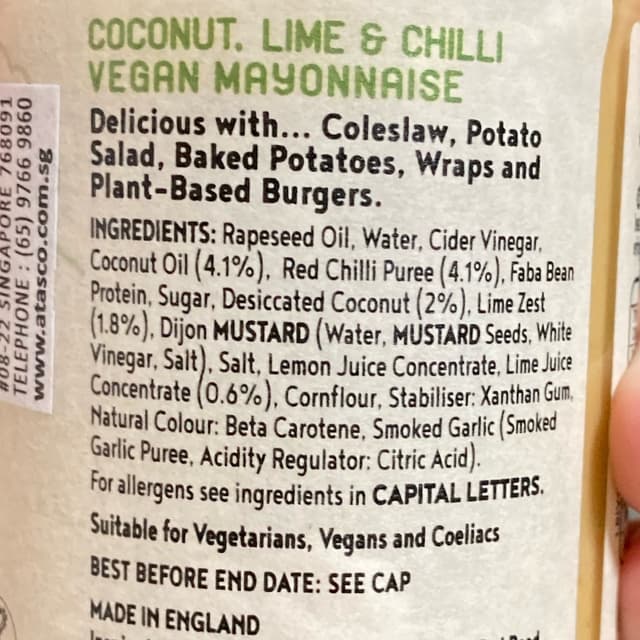 COCONUT. LIME & CHILLI
VEGAN MAYONNAISE
Delicious with... Coleslaw, Potato
Salad, Baked Potatoes, Wraps and
Plant-Based Burgers.
INGREDIENTS: Rapeseed Oil, Water, Cider Vinegar,
Coconut Oil (4.1%), Red Chilli Puree (4.1%), Faba Bean
Protein, Sugar, Desiccated Coconut (2%), Lime Zest
(1.8%), Dijon MUSTARD (Water, MUSTARD Seeds, White
Vinegar, Salt), Salt, Lemon Juice Concentrate, Lime Juice
Concentrate (0.6%), Cornflour, Stabiliser: Xanthan Gum,
Natural Colour: Beta Carotene, Smoked Garlic (Smoked
Garlic Puree, Acidity Regulator: Citric Acid).
For allergens see ingredients in CAPITAL LETTERS.
Suitable for Vegetarians, Vegans and Coeliacs
BEST BEFORE END DATE: SEE CAP
MADE IN ENGLAND
#08-22 SINGAPORE 768091
TELEPHONE : (65) 9766 9860
www.atasco.com.sg